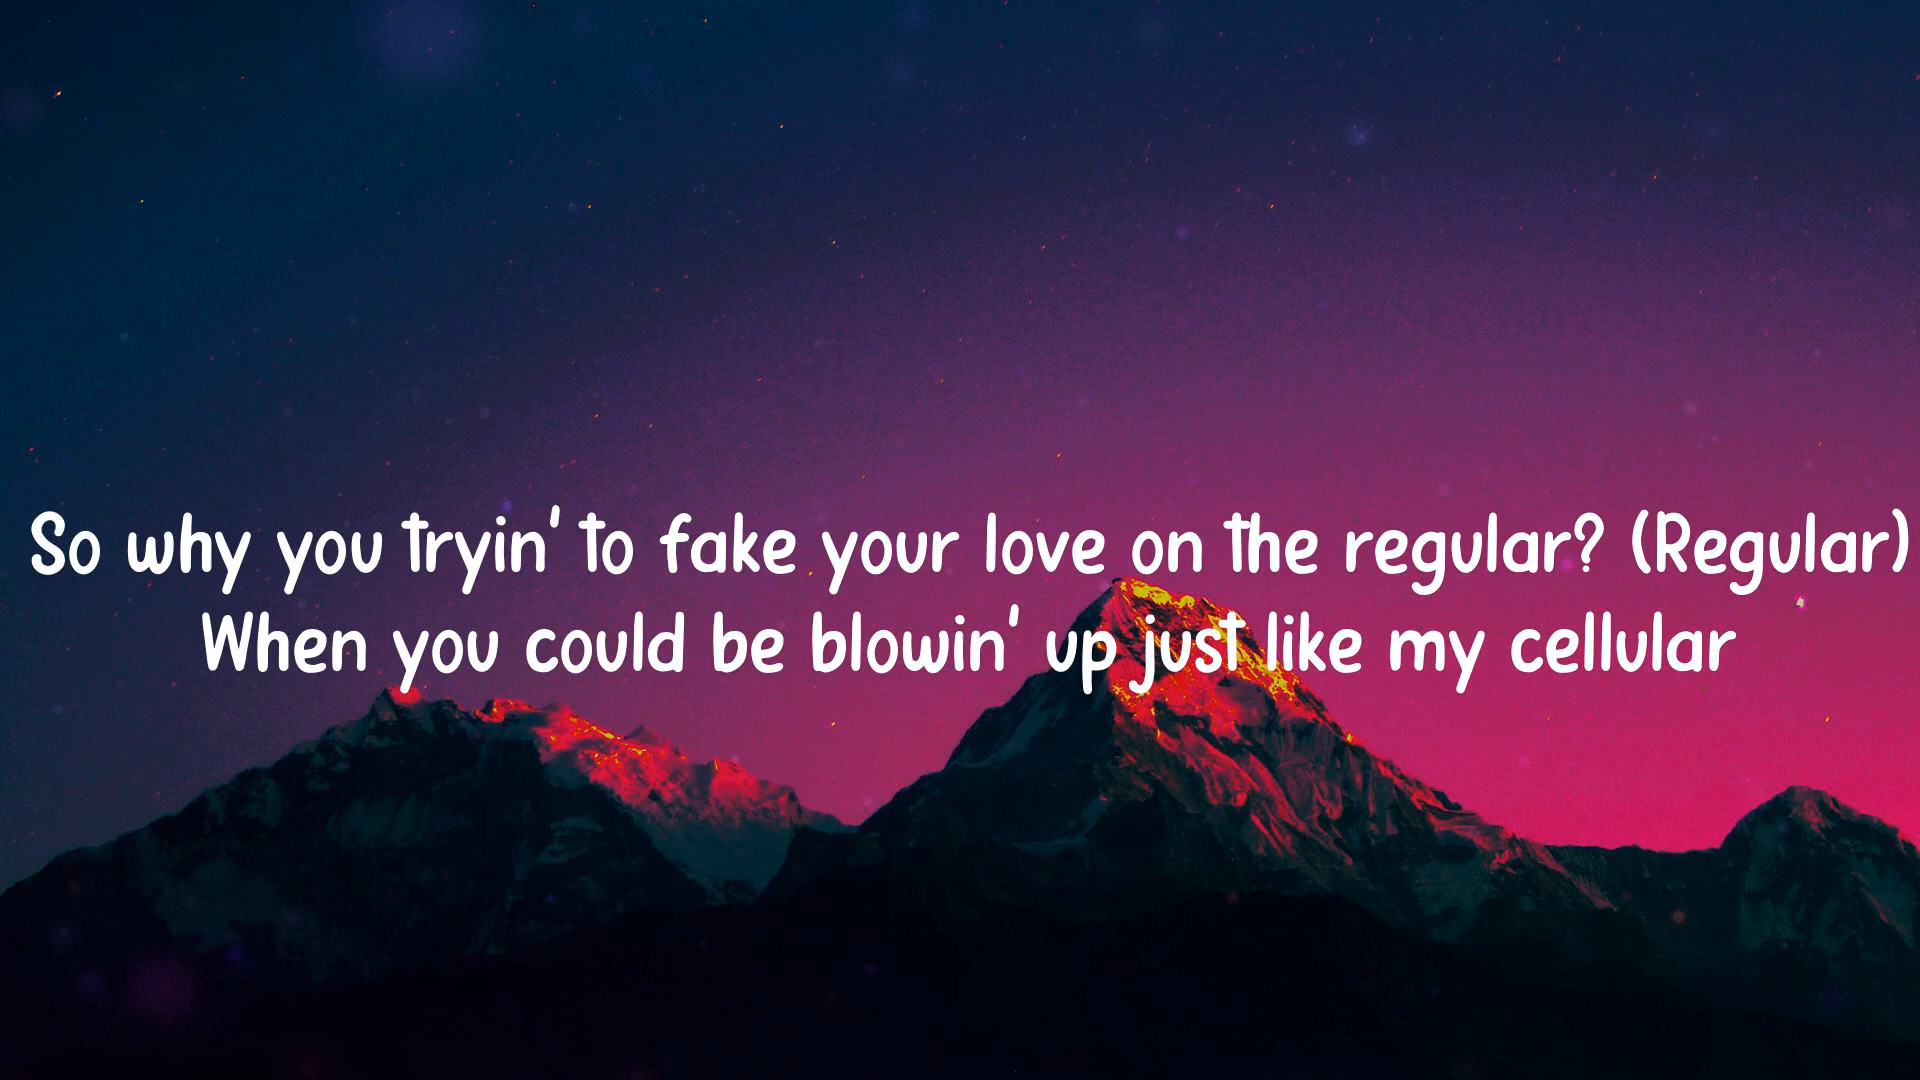 So why you tryin' to fake your love on the regular? (Regular)
When you could be blowin' up just like my cellular